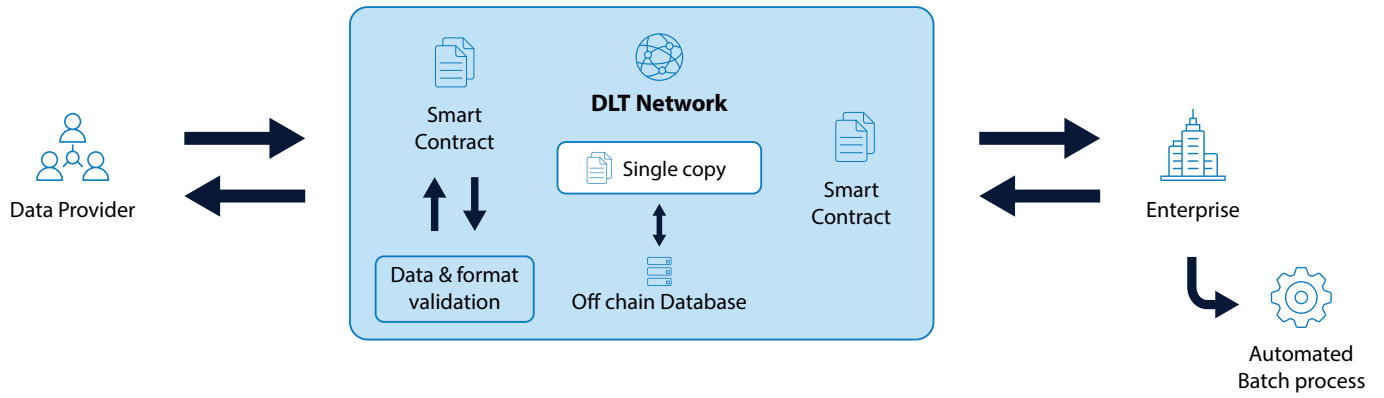 Data Provider
Smart
Contract
Data & format
validation
DLT Network
Single copy
Off chain Database
Smart
Contract
Enterprise
Automated
Batch process